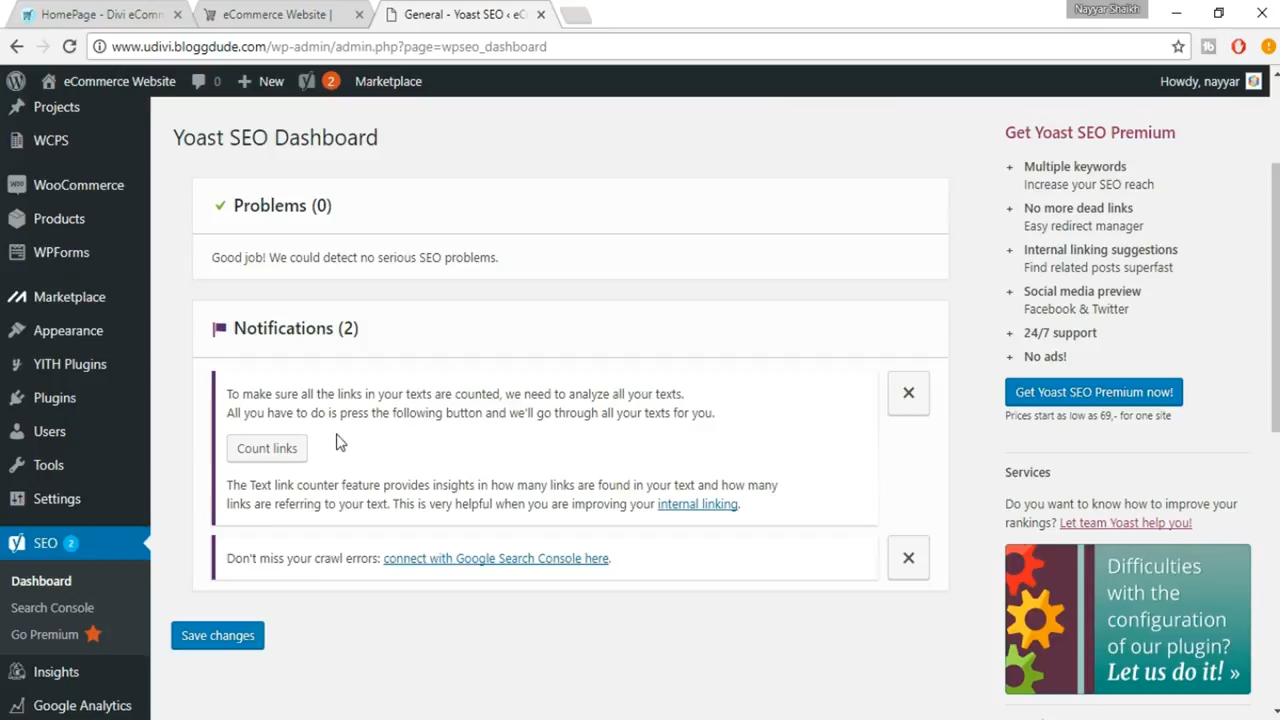 HomePage - Divi eComm
eCommerce Website |
General - Yoast SEO ‹ eC
Nayyar Shaikh
www.udivi.bloggdude.com/wp-admin/admin.php?page=wpseo_dashboard
eCommerce Website
0
New
2
Marketplace
Howdy, nayyar
Projects
WCPS
WooCommerce
Products
WPForms
Marketplace
Appearance
YITH Plugins
Plugins
Users
Tools
Settings
SEO 2
Dashboard
Search Console
Go Premium
Insights
Google Analytics
Yoast SEO Dashboard
Problems (0)
Good job! We could detect no serious SEO problems.
Notifications (2)
To make sure all the links in your texts are counted, we need to analyze all your texts.
All you have to do is press the following button and we'll go through all your texts for you.
Count links
The Text link counter feature provides insights in how many links are found in your text and how many
links are referring to your text. This is very helpful when you are improving your internal linking.
Don't miss your crawl errors: connect with Google Search Console here.
Save changes
Get Yoast SEO Premium
+ Multiple keywords
Increase your SEO reach
+ No more dead links
Easy redirect manager
+ Internal linking suggestions
Find related posts superfast
+ Social media preview
Facebook & Twitter
+ 24/7 support
+ No ads!
Get Yoast SEO Premium now!
Prices start as low as 69,- for one site
Services
Do you want to know how to improve your
rankings? Let team Yoast help you!
Difficulties
with the
configuration
of our plugin?
Let us do it! »